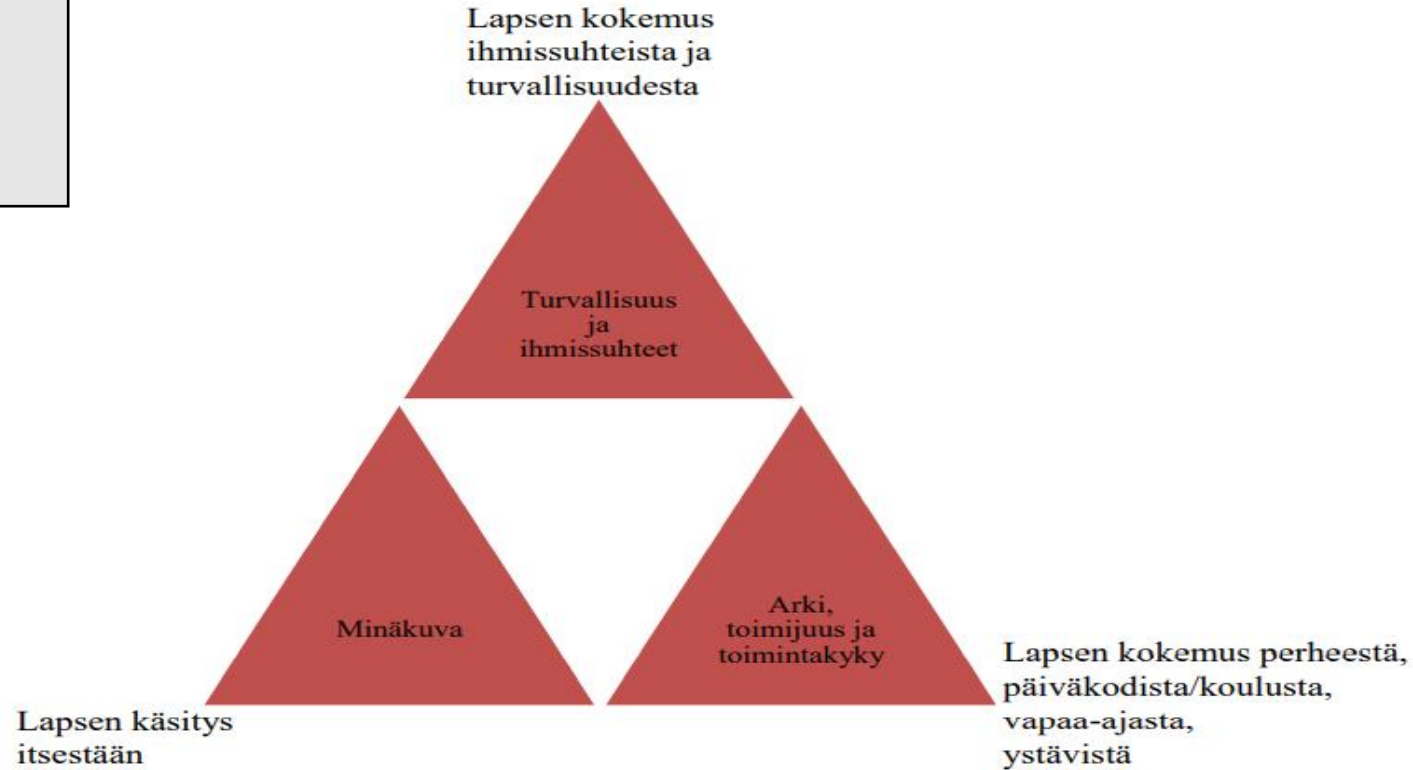 Lapsen kokemus
ihmissuhteista ja
turvallisuudesta
Turvallisuus
ja
ihmissuhteet
Minäkuva
Arki,
toimijuus ja
toimintakyky
Lapsen käsitys
itsestään
Lapsen kokemus perheestä,
päiväkodista/koulusta,
vapaa-ajasta,
ystävistä